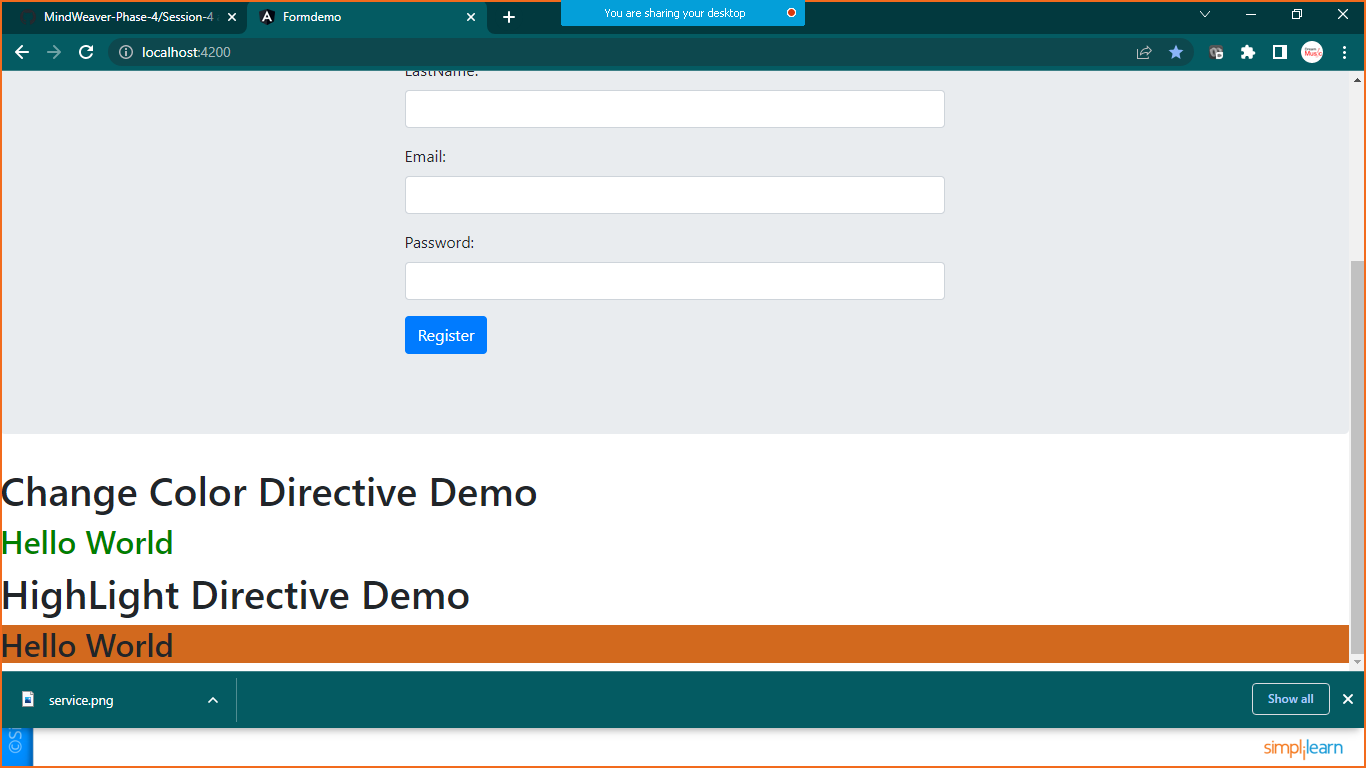 You are sharing your desktop
MindWeaver-Phase-4/Session-4
Formdemo
localhost:4200
LastName:
Email:
Password:
Register
Change Color Directive Demo
Hello World
HighLight Directive Demo
Hello World
service.png
Show all
simplilearn